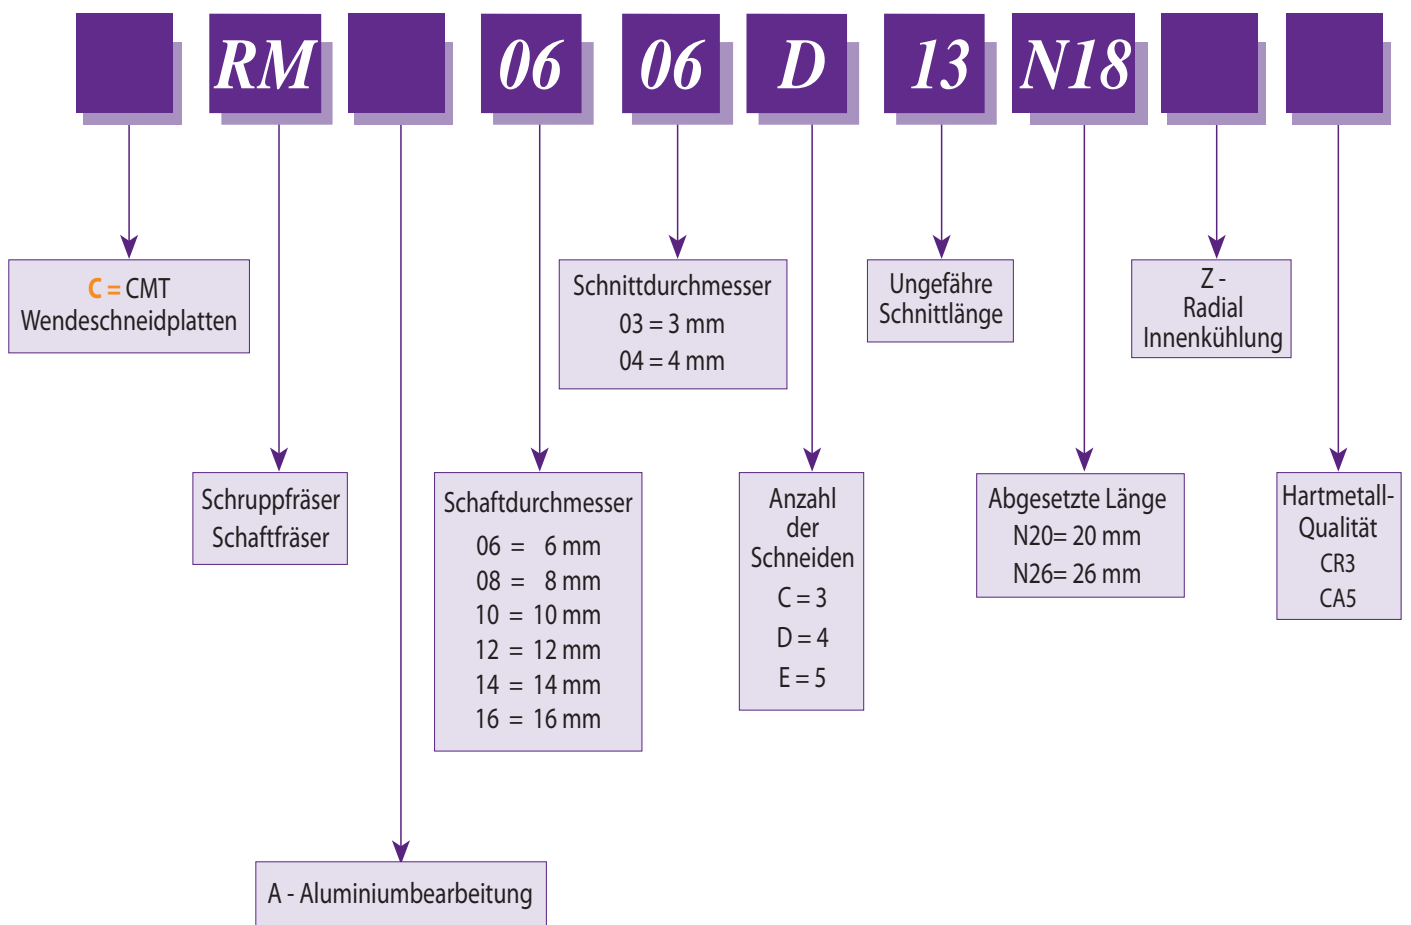 RM 06 06 D 13 N18
C = CMT
Wendeschneidplatten
Schruppfräser
Schaftfräser
A - Aluminiumbearbeitung
Schaftdurchmesser
06 = 6 mm
08 = 8 mm
10 = 10 mm
12 = 12 mm
14 = 14 mm
16 = 16 mm
Schnittdurchmesser
03 = 3 mm
04 = 4 mm
Anzahl
der
Schneiden
C = 3
D = 4
E = 5
Ungefähre
Schnittlänge
Abgesetzte Länge
N20= 20 mm
N26= 26 mm
Z -
Radial
Innenkühlung
Hartmetall-
Qualität
CR3
CA5